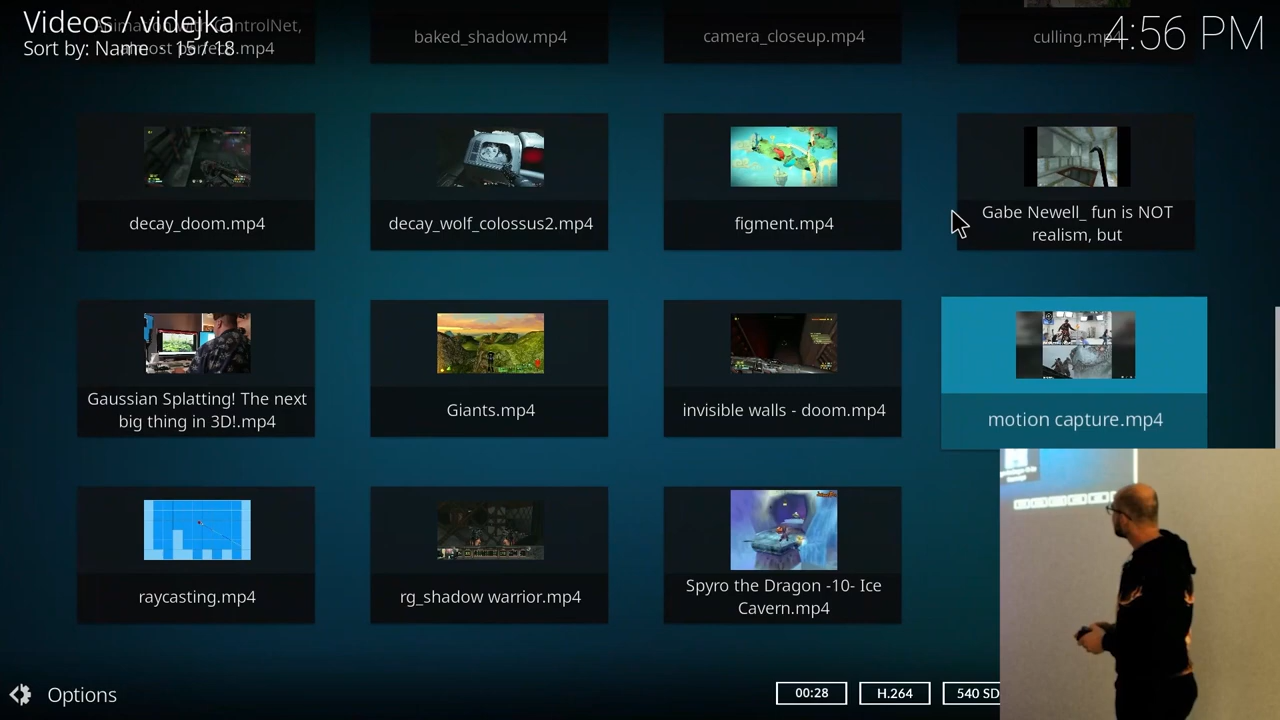 Videos / videjka
Sort by: Name · 15 / 18
4:56 PM
baked_shadow.mp4
camera_closeup.mp4
culling.mp4
decay_doom.mp4
decay_wolf_colossus2.mp4
figment.mp4
Gabe Newell_ fun is NOT
realism, but
Gaussian Splatting! The next
big thing in 3D!.mp4
Giants.mp4
invisible walls - doom.mp4
motion capture.mp4
raycasting.mp4
rg_shadow warrior.mp4
Spyro the Dragon -10- Ice
Cavern.mp4
Options
00:28
H.264
540 SD